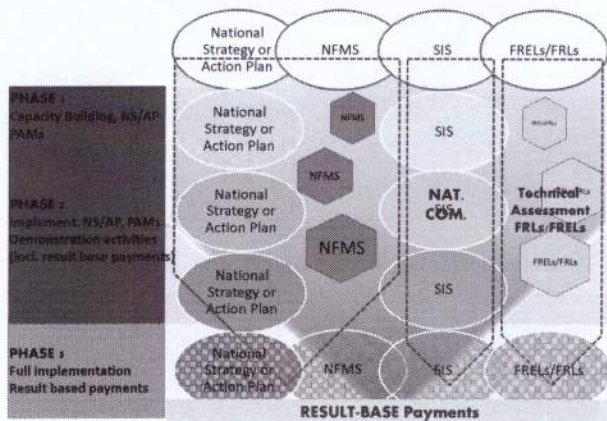 National
Strategy or
Action Plan
NFMS
SIS
FRELs/FRLs
PHASE 1
Capacity Building, NS/AP
PAMs
National
Strategy or
Action Plan
NFMS
SIS
FRELs/FRLs
NFMS
PHASE 2
Implement. NS/AP, PAMs
Demonstration activities
(incl. result base payments)
National
Strategy or
Action Plan
NFMS
NAT.
COM.
SIS
Technical
Assessment
FRLs/FRELs
National
Strategy or
Action Plan
SIS
FRELs/FRLs
PHASE 3
Full implementation
Result based payments
National
Strategy or
Action Plan
NFMS
SIS
FRELs/FRLs
RESULT-BASE Payments